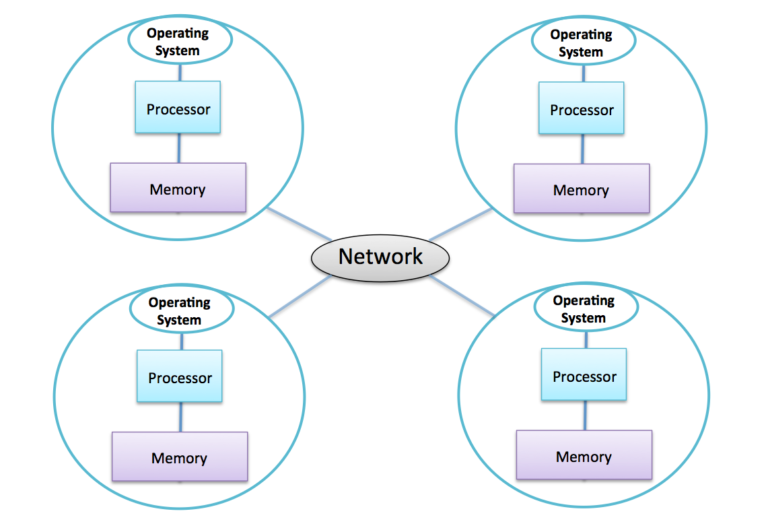 Operating
System
Processor
Memory
Operating
System
Processor
Memory
Network
Operating
System
Processor
Memory
Operating
System
Processor
Memory